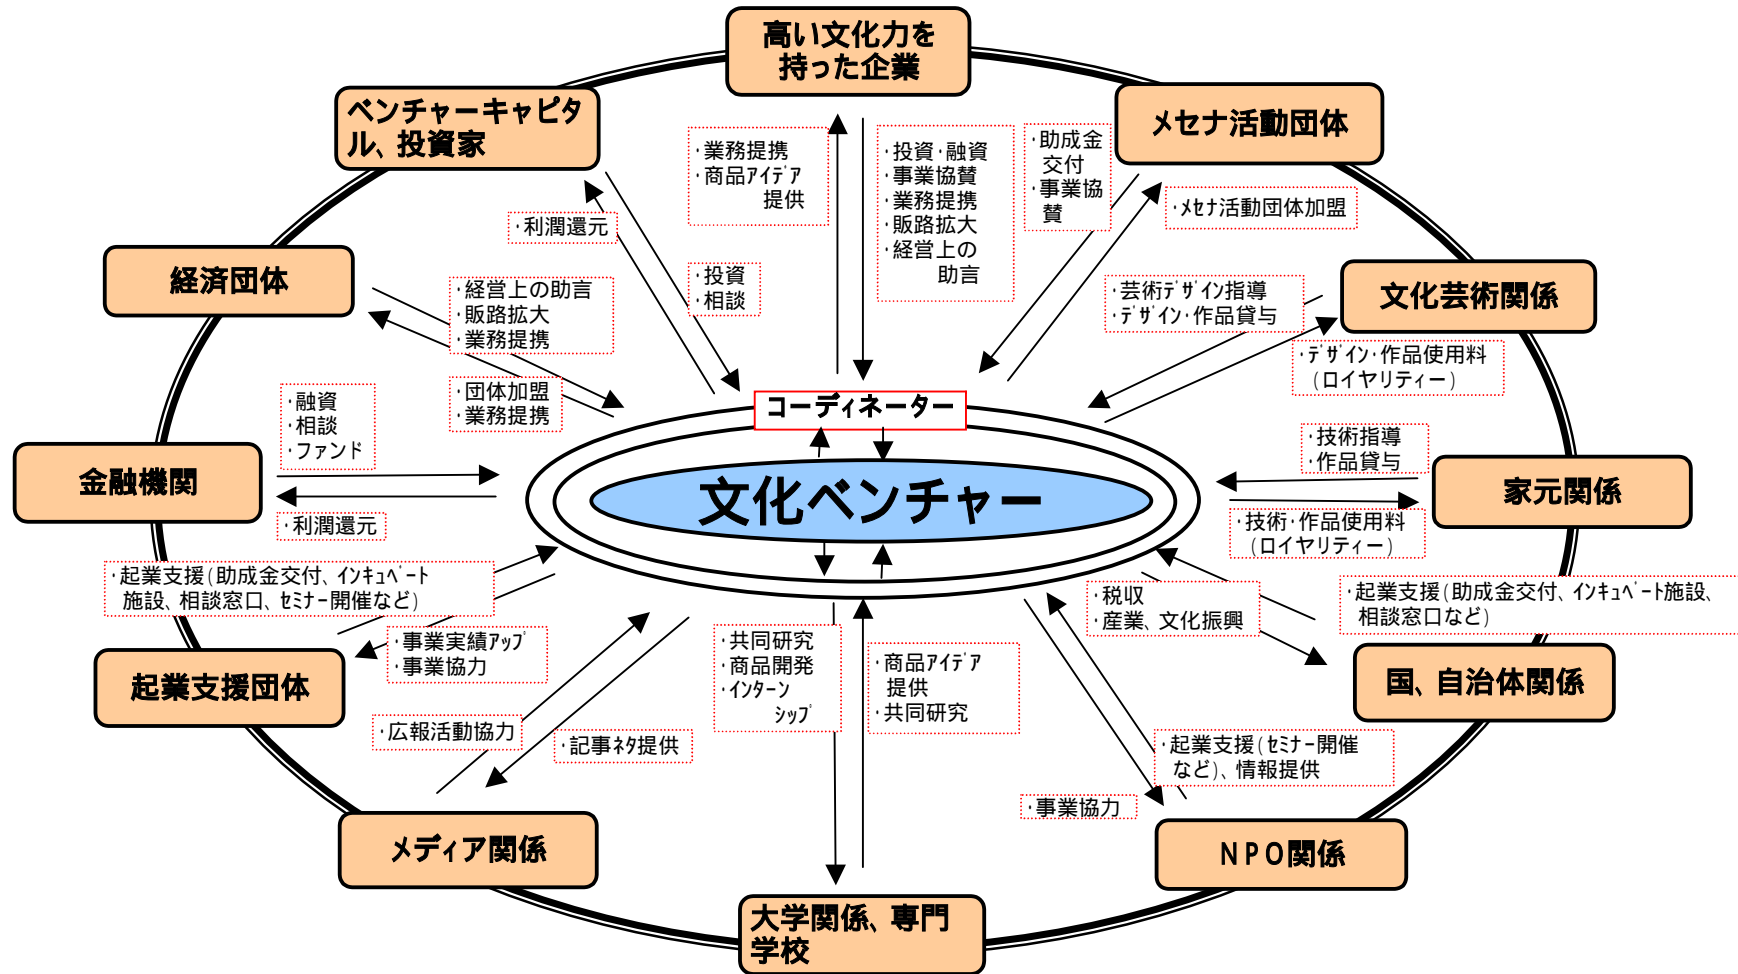 高い文化力を
持った企業
ベンチャーキャピタ
ル、投資家
メセナ活動団体
・業務提携
・商品アイデア
提供
・投資・融資
・事業協賛
・業務提携
・販路拡大
・経営上の
助言
・助成金
交付
・事業協
賛
・メセナ活動団体加盟
・利潤還元
・投資
・相談
経済団体
・経営上の助言
・販路拡大
・業務提携
・芸術デザイン指導
・デザイン・作品貸与
文化芸術関係
・デザイン・作品使用料
(ロイヤリティー)
・団体加盟
・業務提携
・融資
・相談
・ファンド
コーディネーター
・技術指導
・作品貸与
金融機関
文化ベンチャー
家元関係
・利潤還元
・技術・作品使用料
(ロイヤリティー)
・起業支援(助成金交付、インキュベート
施設、相談窓口、セミナー開催など)
・税収
・産業、文化振興
・起業支援(助成金交付、インキュベート施設、
相談窓口など)
・事業実績アップ
・事業協力
・共同研究
・商品開発
・インターン
シップ
・商品アイデア
提供
・共同研究
起業支援団体
国、自治体関係
・広報活動協力
・記事ネタ提供
・起業支援(セミナー開催
など)、情報提供
・事業協力
メディア関係
NPO関係
大学関係、専門
学校